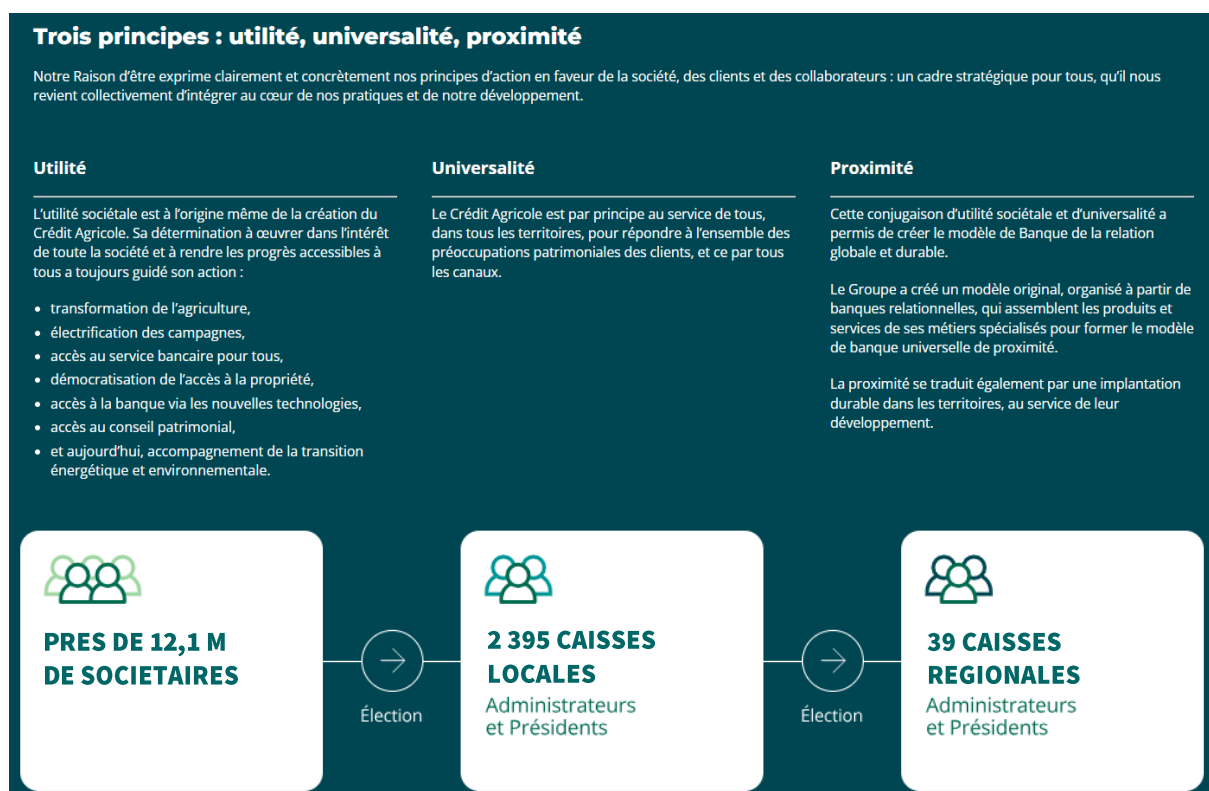 Trois principes : utilité, universalité, proximité
Notre Raison d’être exprime clairement et concrètement nos principes d’action en faveur de la société, des clients et des collaborateurs : un cadre stratégique pour tous, qu’il nous
revient collectivement d’intégrer au cœur de nos pratiques et de notre développement.
Utilité
L’utilité sociétale est à l’origine même de la création du
Crédit Agricole. Sa détermination à œuvrer dans l’intérêt
de toute la société et à rendre les progrès accessibles à
tous a toujours guidé son action :
• transformation de l’agriculture,
• électrification des campagnes,
• accès au service bancaire pour tous,
• démocratisation de l’accès à la propriété,
• accès à la banque via les nouvelles technologies,
• accès au conseil patrimonial,
• et aujourd’hui, accompagnement de la transition
énergétique et environnementale.
Universalité
Le Crédit Agricole est par principe au service de tous,
dans tous les territoires, pour répondre à l’ensemble des
préoccupations patrimoniales des clients, et ce par tous
les canaux.
Proximité
Cette conjugaison d’utilité sociétale et d’universalité a
permis de créer le modèle de Banque de la relation
globale et durable.
Le Groupe a créé un modèle original, organisé à partir de
banques relationnelles, qui assemblent les produits et
services de ses métiers spécialisés pour former le modèle
de banque universelle de proximité.
La proximité se traduit également par une implantation
durable dans les territoires, au service de leur
développement.
PRES DE 12,1 M
DE SOCIETAIRES
Élection
2 395 CAISSES
LOCALES
Administrateurs
et Présidents
Élection
39 CAISSES
REGIONALES
Administrateurs
et Présidents